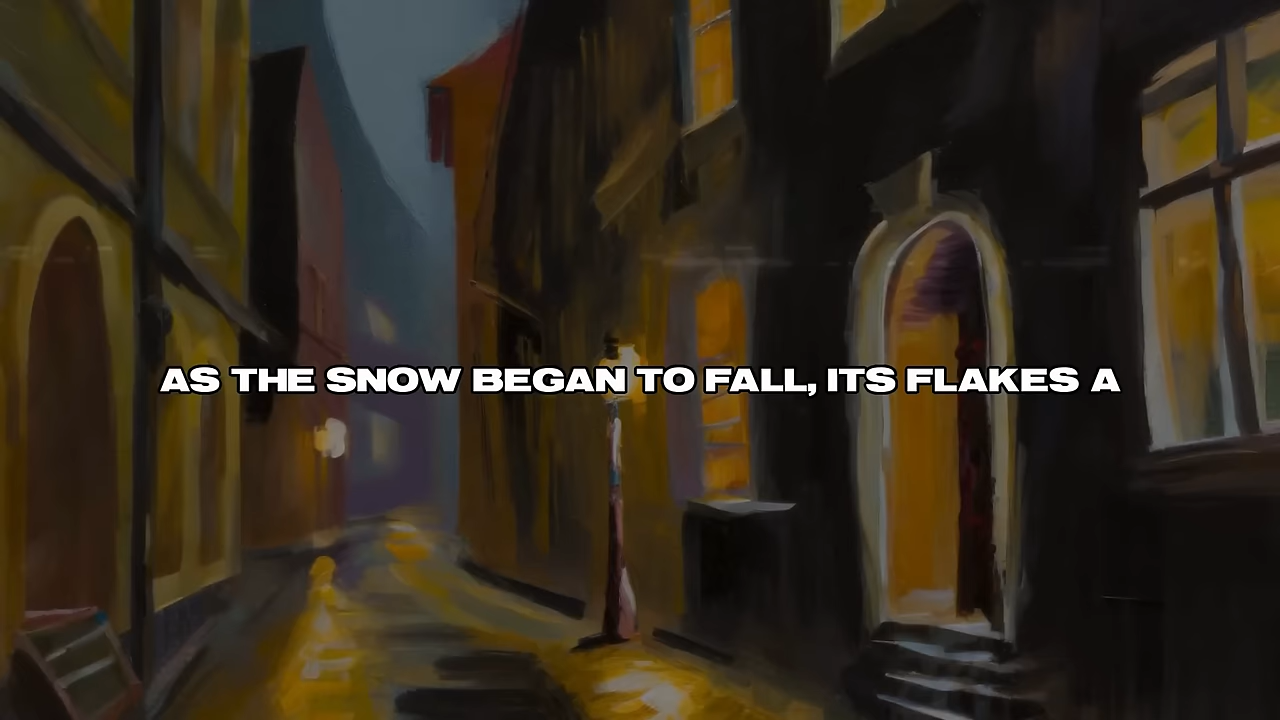 AS THE SNOW BEGAN TO FALL, ITS FLAKES A